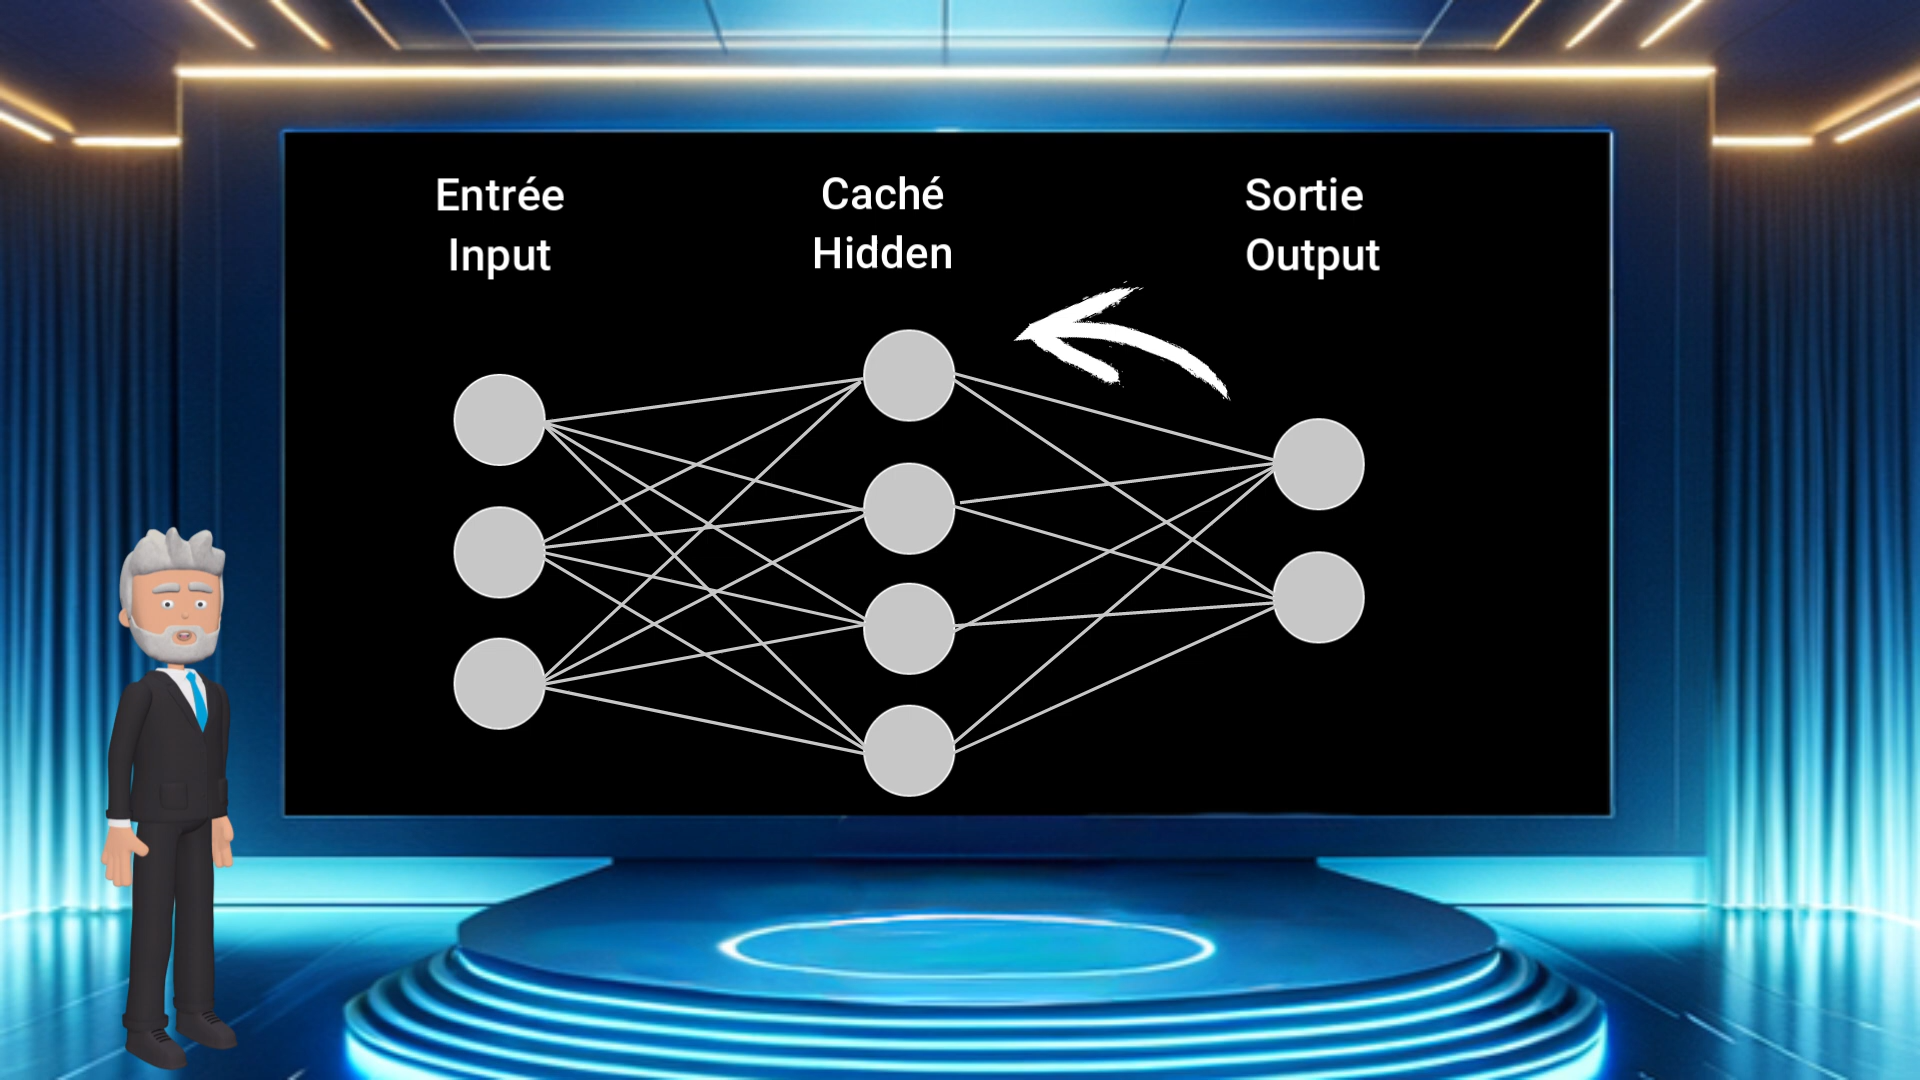 Entrée
Input
Caché
Hidden
Sortie
Output